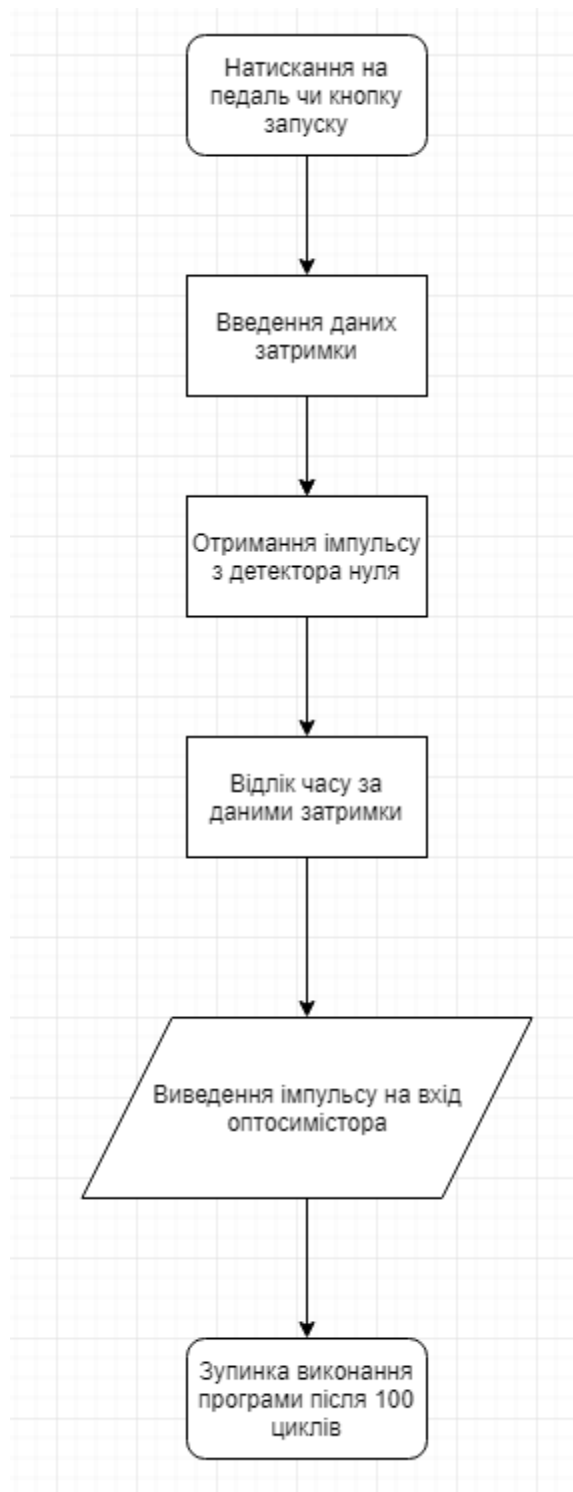 Натискання на
педаль чи кнопку
запуску
Введення даних
затримки
Отримання імпульсу
з детектора нуля
Відлік часу за
даними затримки
Виведення імпульсу на вхід
оптосимістора
Зупинка виконання
програми після 100
циклів